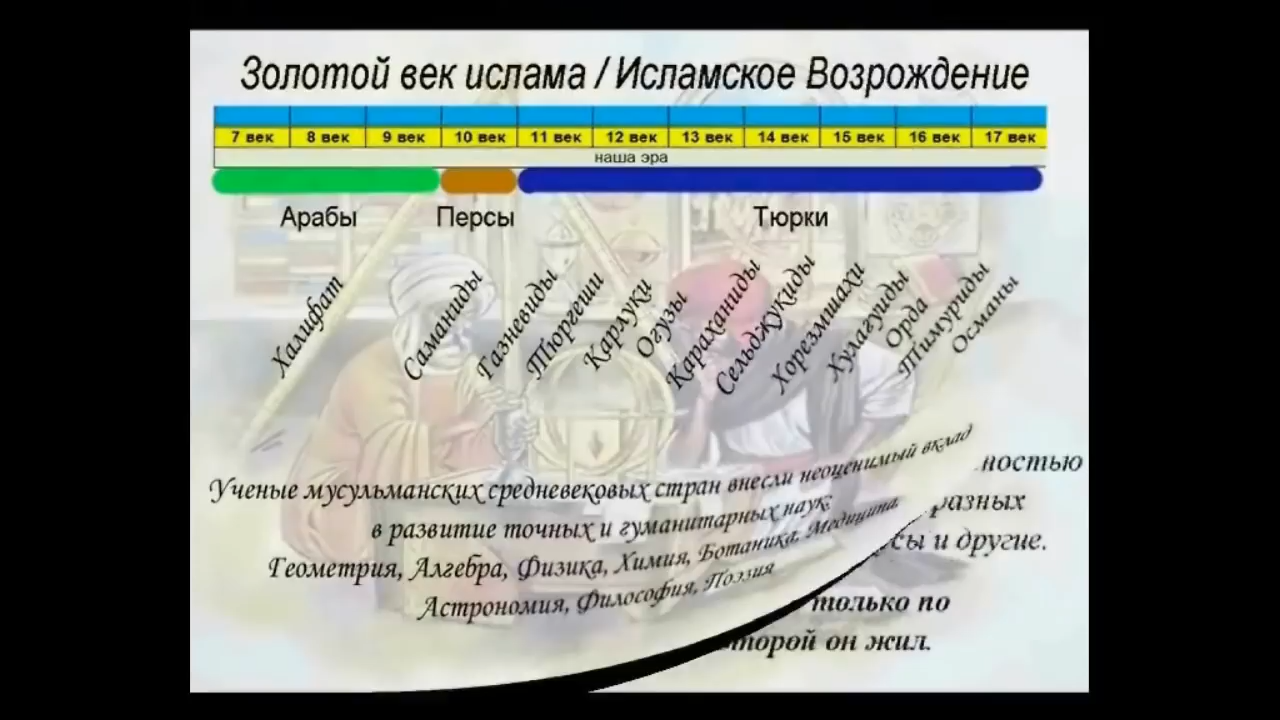 Золотой век ислама / Исламское Возрождение
7 век 8 век 9 век 10 век 11 век 12 век 13 век 14 век 15 век 16 век 17 век
наша эра
Арабы Персы Тюрки
Халифат Саманиды Газневиды Тюргеши Карлуки Огузы Караханиды Сельджукиды Хорезмшахи Хулагуиды Орда Тимуриды Османы
Ученые мусульманских средневековых стран внесли неоценимый вклад
в развитие точных и гуманитарных наук:
Геометрия, Алгебра, Физика, Химия, Ботаника, Медицина,
Астрономия, Философия, Поэзия
ностью
разных
сы и другие.
только по
торой он жил.